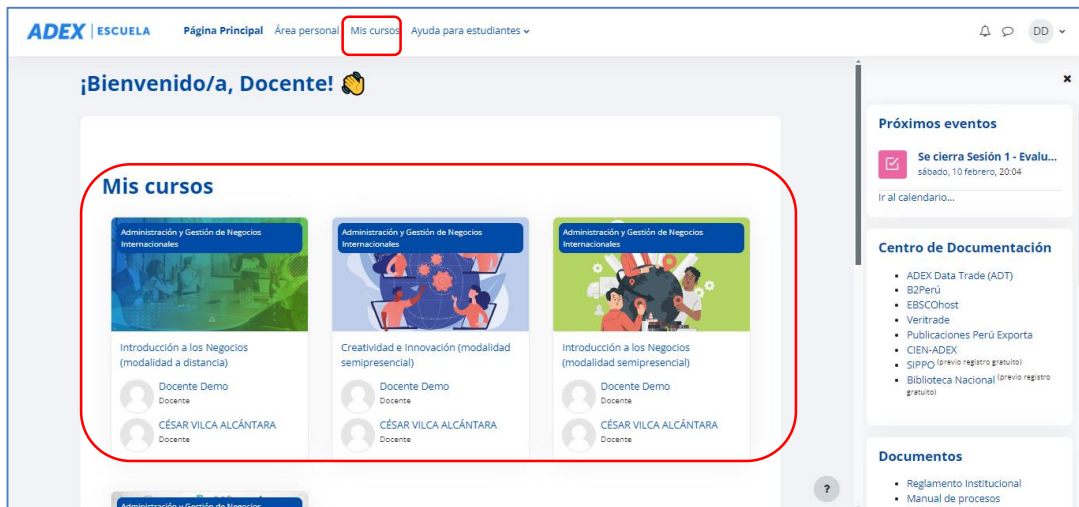 ADEX | ESCUELA
Página Principal Área personal Mis cursos Ayuda para estudiantes
DD
¡Bienvenido/a, Docente!
Mis cursos
Administración y Gestión de Negocios
Internacionales
Introducción a los Negocios
(modalidad a distancia)
Docente Demo
Docente
CÉSAR VILCA ALCÁNTARA
Docente
Administración y Gestión de Negocios
Internacionales
Creatividad e Innovación (modalidad
semipresencial)
Docente Demo
Docente
CÉSAR VILCA ALCÁNTARA
Docente
Administración y Gestión de Negocios
Internacionales
Introducción a los Negocios
(modalidad semipresencial)
Docente Demo
Docente
CÉSAR VILCA ALCÁNTARA
Docente
Administración y Gestión de Negocios
?
Próximos eventos
Se cierra Sesión 1 - Evalu...
sábado, 10 febrero, 20:04
Ir al calendario...
Centro de Documentación
ADEX Data Trade (ADT)
B2Perú
EBSCOhost
Veritrade
Publicaciones Perú Exporta
CIEN-ADEX
SIPPO (previo registro gratuito)
Biblioteca Nacional (previo registro
gratuito)
Documentos
Reglamento Institucional
Manual de procesos